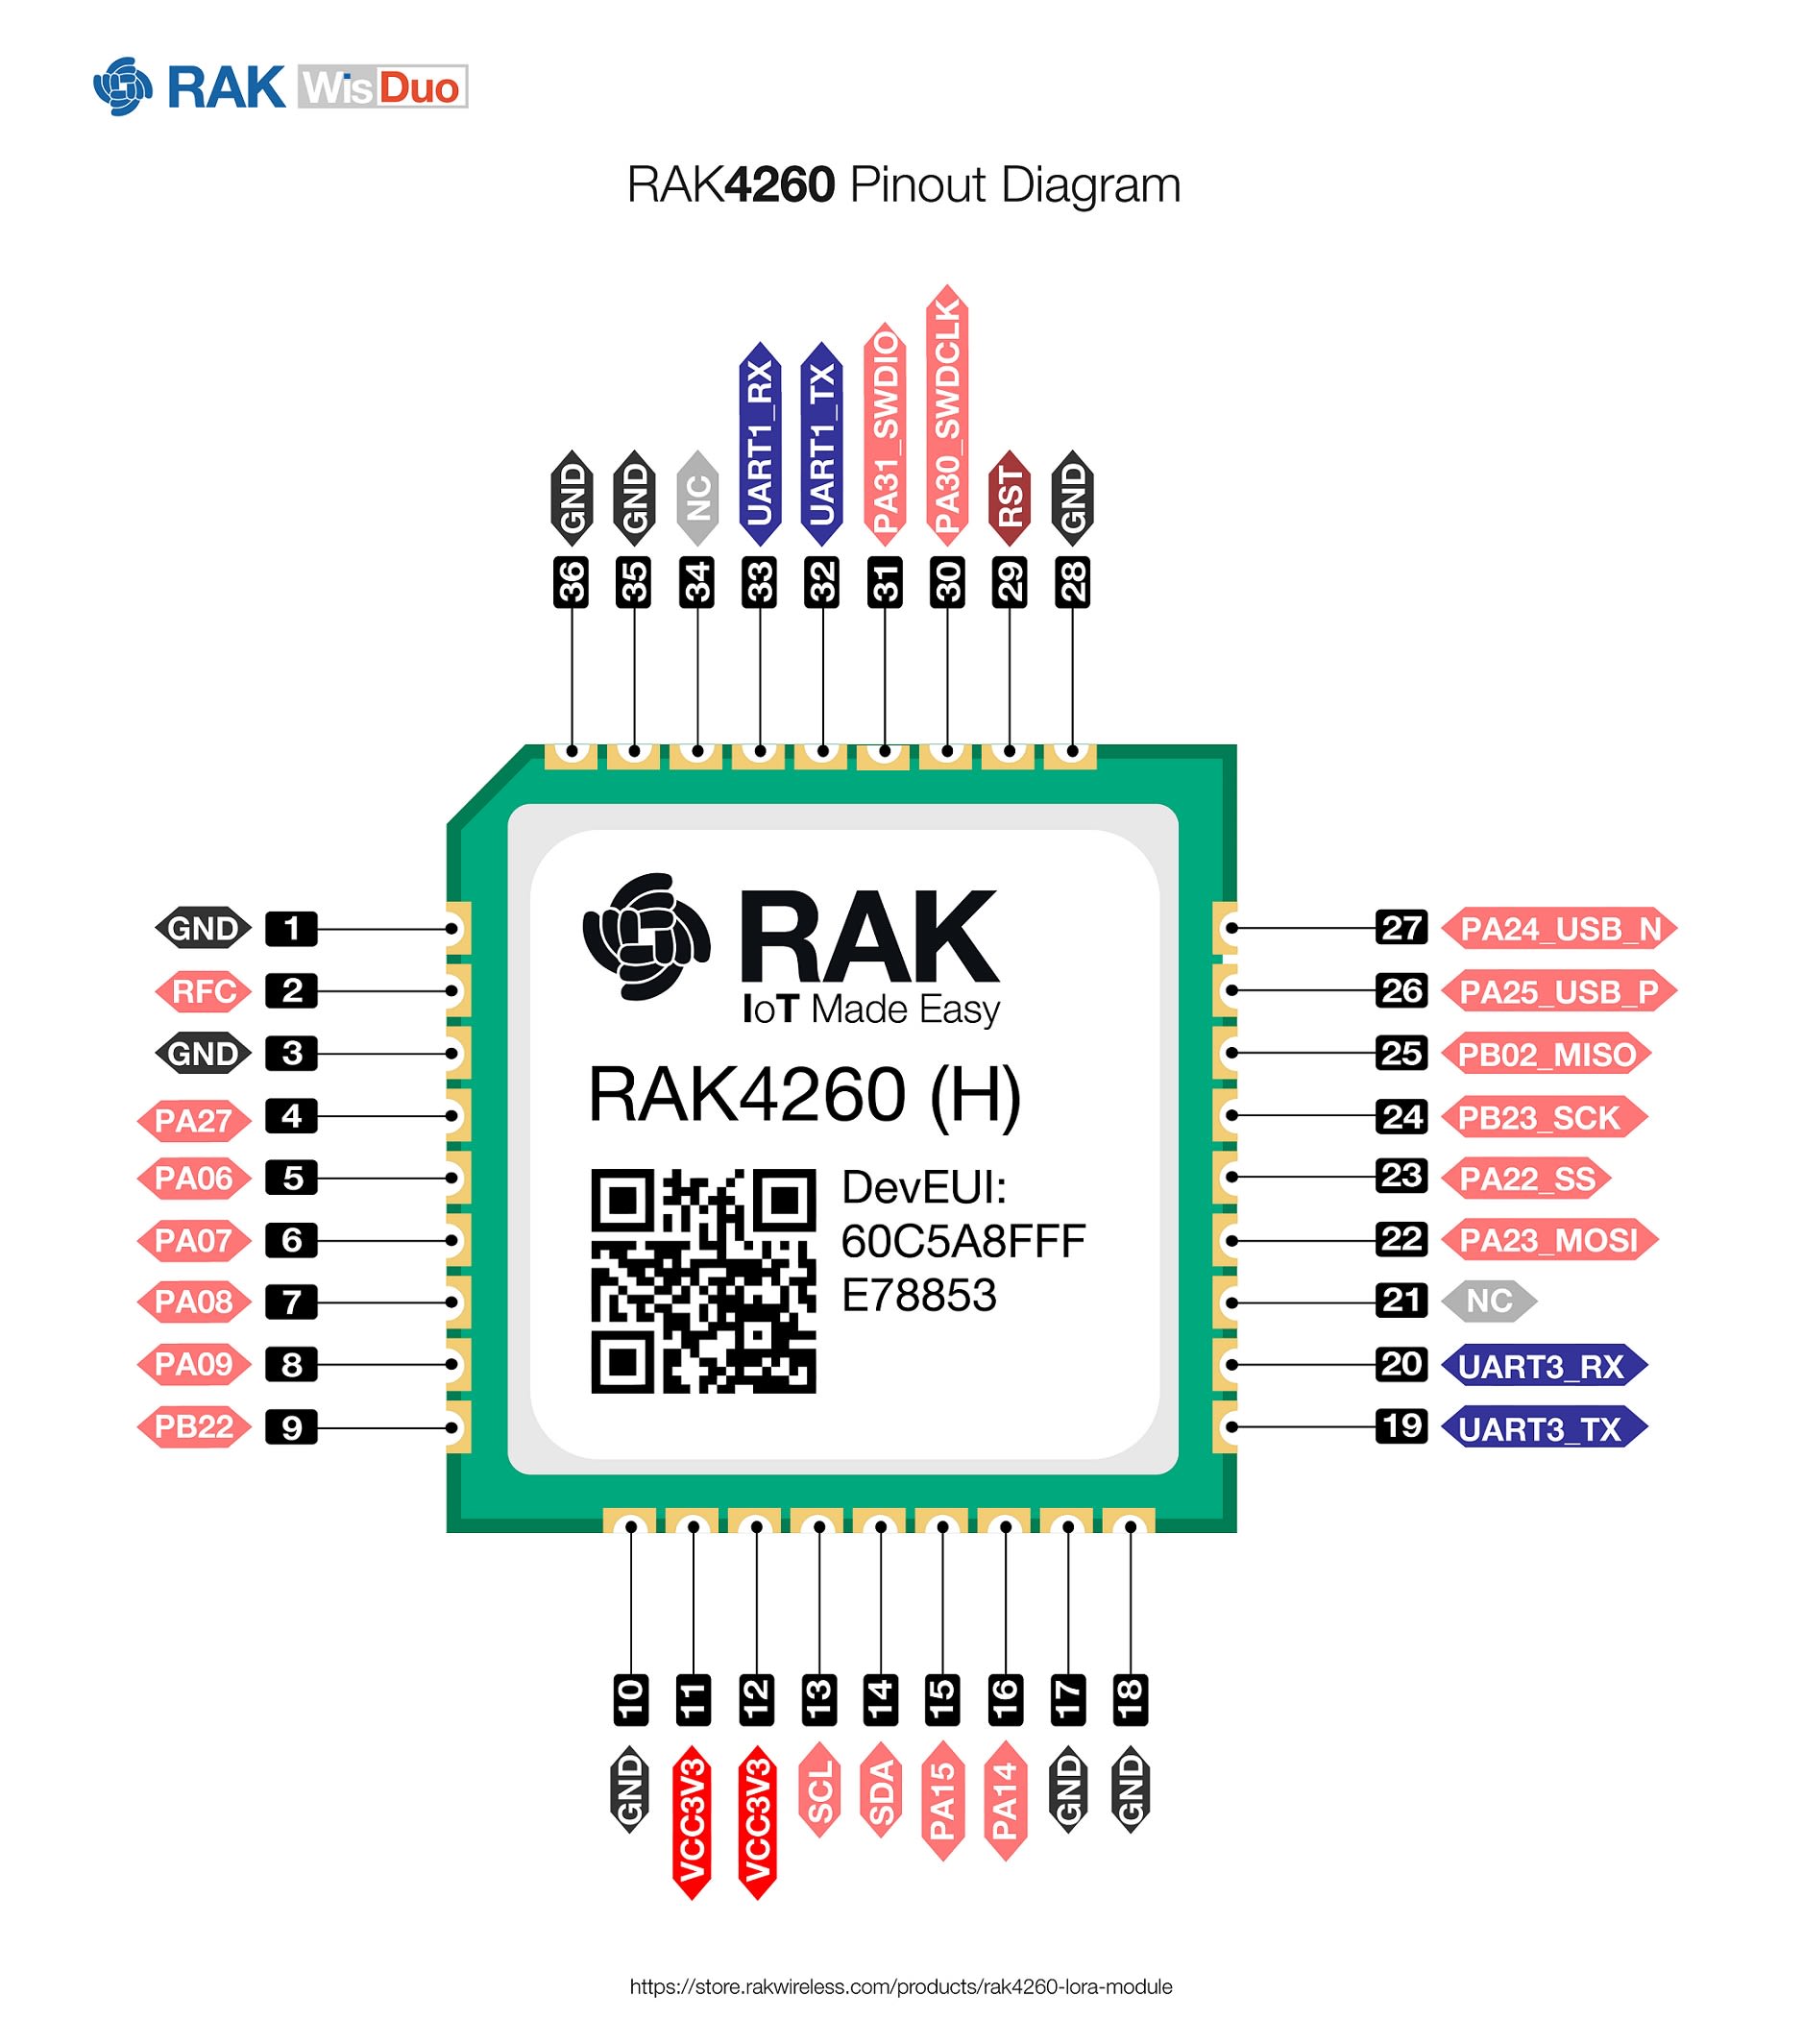 RAK WisDuo
RAK4260 Pinout Diagram
GND 36
GND 35
NC 34
UART1_RX 33
UART1_TX 32
PA31_SWDIO 31
PA30_SWDCLK 30
RST 29
GND 28
GND 1
RFC 2
GND 3
PA27 4
PA06 5
PA07 6
PA08 7
PA09 8
PB22 9
RAK
IoT Made Easy
RAK4260 (H)
DevEUI:
60C5A8FFF
E78853
27 PA24_USB_N
26 PA25_USB_P
25 PB02_MISO
24 PB23_SCK
23 PA22_SS
22 PA23_MOSI
21 NC
20 UART3_RX
19 UART3_TX
10 GND
11 VCC3V3
12 VCC3V3
13 SCL
14 SDA
15 PA15
16 PA14
17 GND
18 GND
https://store.rakwireless.com/products/rak4260-lora-module